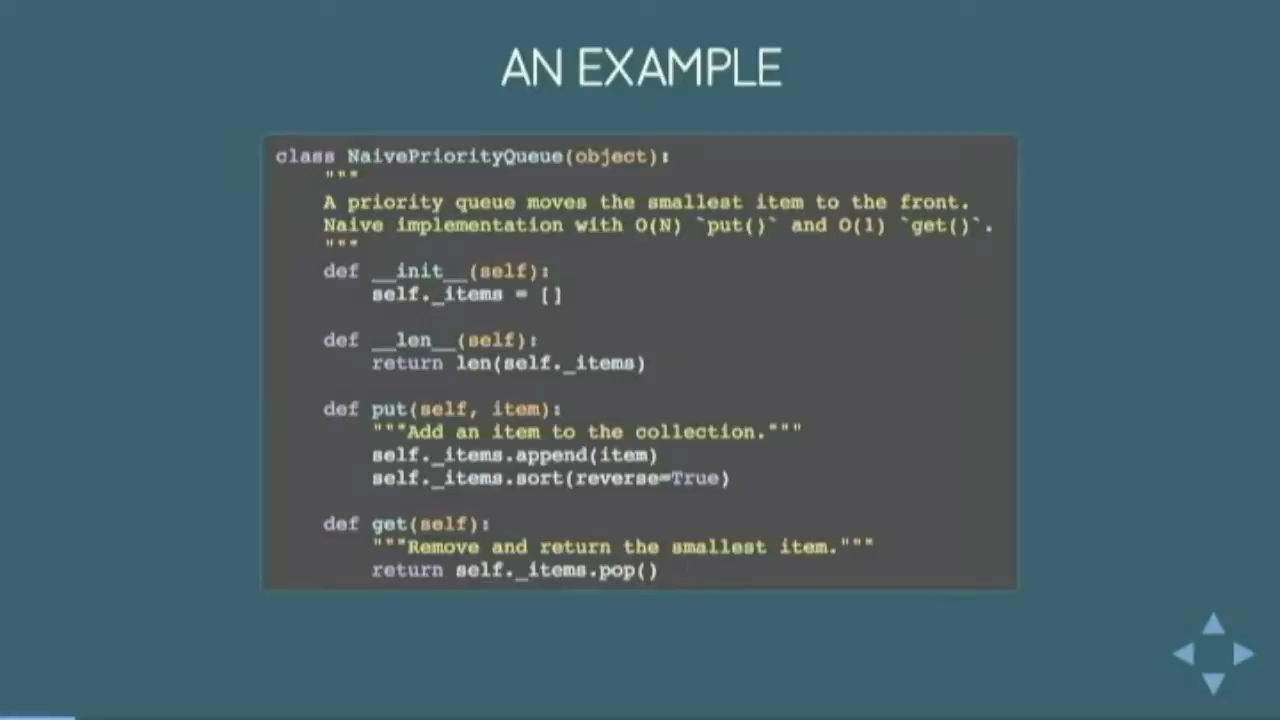 AN EXAMPLE
class NaivePriorityQueue(object):
    """
    A priority queue moves the smallest item to the front.
    Naive implementation with O(N) `put()` and O(1) `get()`.
    """
    def __init__(self):
        self._items = []
    def __len__(self):
        return len(self._items)
    def put(self, item):
        """Add an item to the collection."""
        self._items.append(item)
        self._items.sort(reverse=True)
    def get(self):
        """Remove and return the smallest item."""
        return self._items.pop()